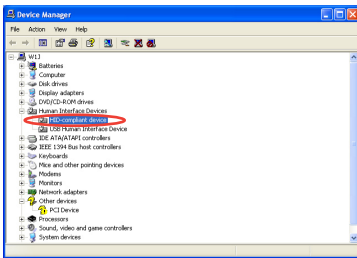 Device Manager
File Action View Help
W1J
Batteries
Computer
Disk drives
Display adapters
DVD/CD-ROM drives
Human Interface Devices
HID-compliant device
USB Human Interface Device
IDE ATA/ATAPI controllers
IEEE 1394 Bus host controllers
Keyboards
Mice and other pointing devices
Modems
Monitors
Network adapters
Other devices
PCI Device
Processors
Sound, video and game controllers
System devices